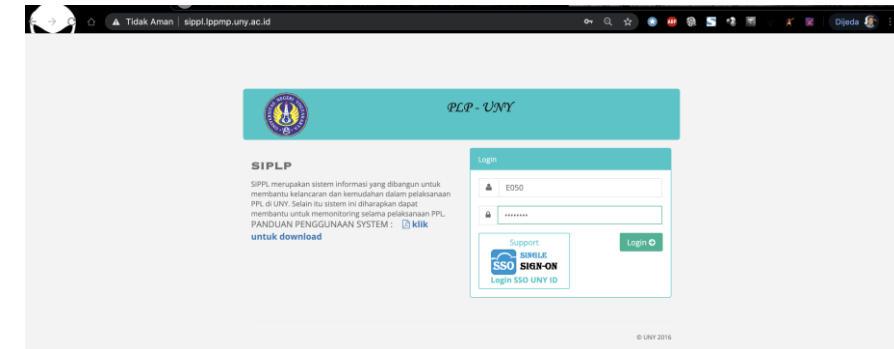 Tidak Aman | sippl.lppmp.uny.ac.id
Dijeda
PLP - UNY
SIPLP
SIPPL merupakan sistem informasi yang dibangun untuk
membantu kelancaran dan kemudahan dalam pelaksanaan
PPL di UNY. Selain itu sistem ini diharapkan dapat
membantu untuk memonitoring selama pelaksanaan PPL.
PANDUAN PENGGUNAAN SYSTEM : klik
untuk download
Login
E050
********
Support
SSO SINGLE
SIGN-ON
Login SSO UNY ID
Login
© UNY 2016